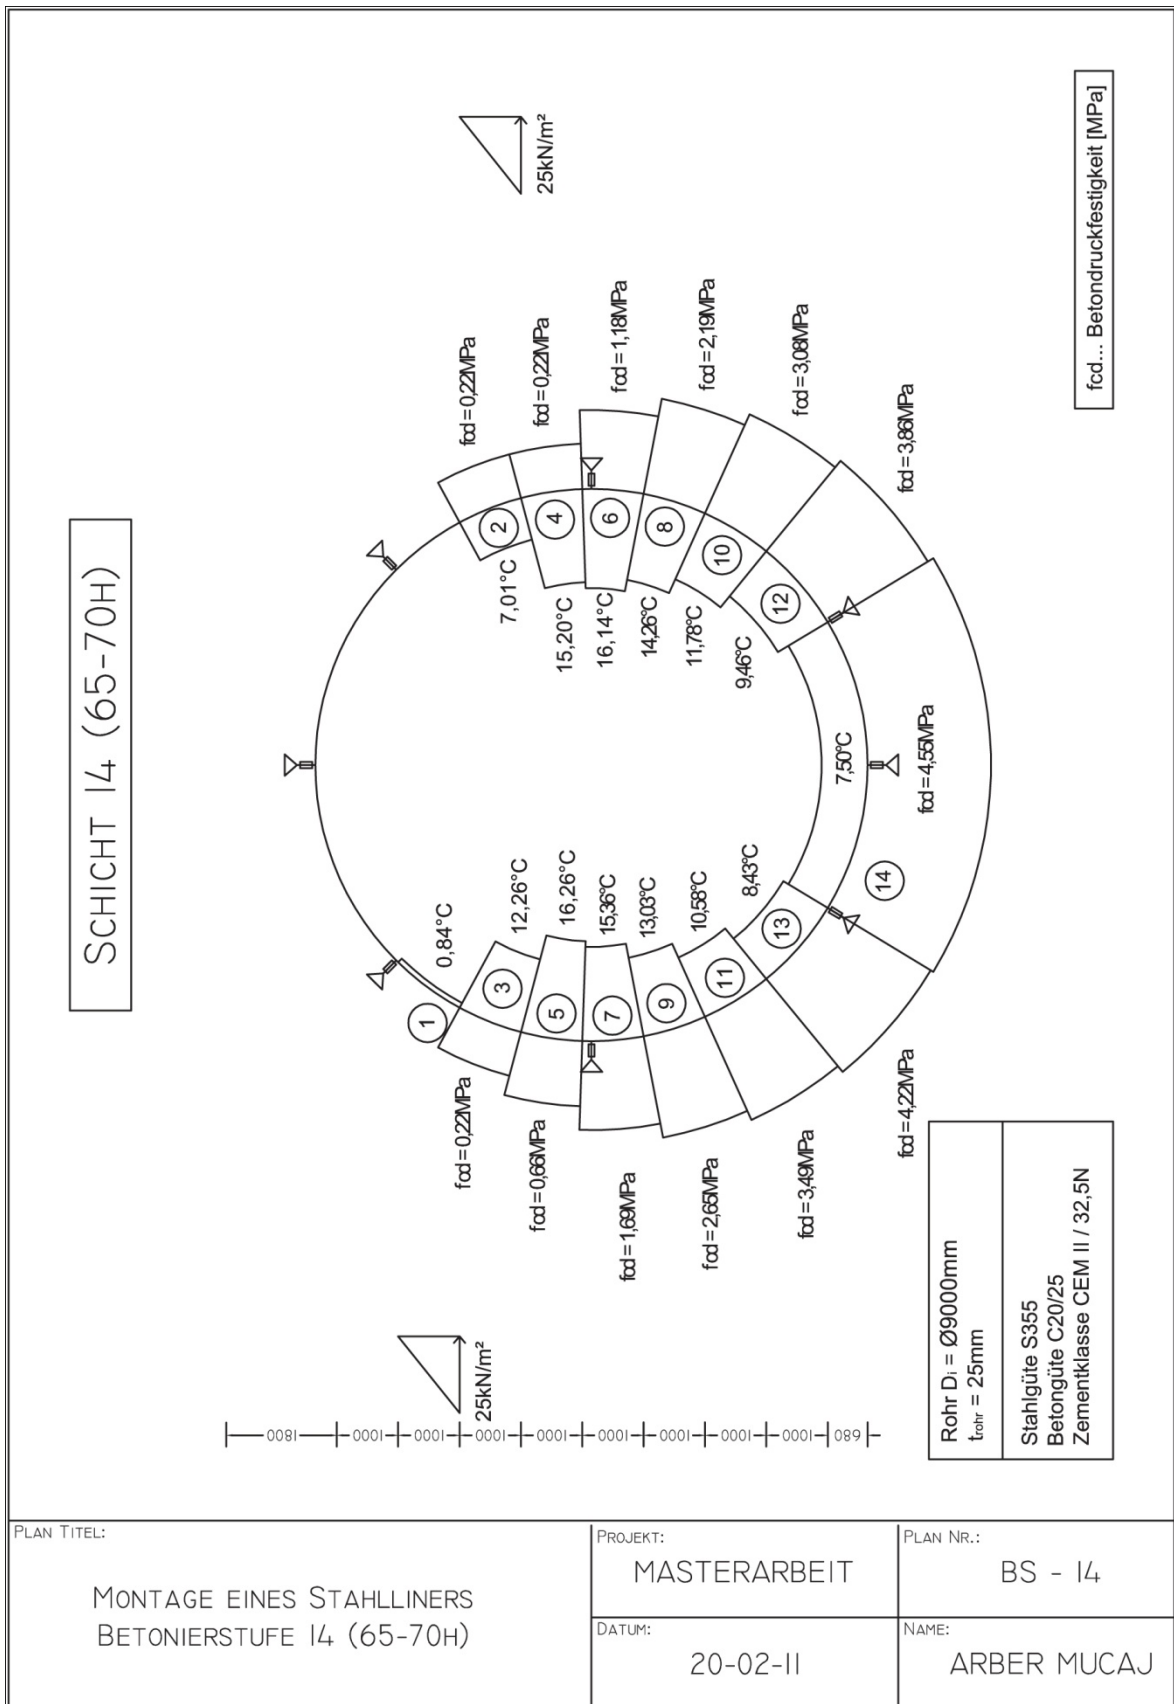 SCHICHT 14 (65-70H)
25kN/m²
25kN/m²
fcd... Betondruckfestigkeit [MPa]
fcd = 0,22MPa
fcd = 0,22MPa
fcd = 1,18MPa
fcd = 2,19MPa
fcd = 3,08MPa
fcd = 3,86MPa
fcd = 4,55MPa
fcd = 0,22MPa
fcd = 0,66MPa
fcd = 1,69MPa
fcd = 2,65MPa
fcd = 3,49MPa
fcd = 4,22MPa
7,01°C
15,20°C
16,14°C
14,26°C
11,78°C
9,46°C
7,50°C
0,84°C
12,26°C
16,26°C
15,36°C
13,03°C
10,58°C
8,43°C
1
2
3
4
5
6
7
8
9
10
11
12
13
14
1800
1000
1000
1000
1000
1000
1000
1000
1000
680
Rohr Di = Ø9000mm
trohr = 25mm
Stahlgüte S355
Betongüte C20/25
Zementklasse CEM II / 32,5N
PLAN TITEL:
MONTAGE EINES STAHLLINERS
BETONIERSTUFE 14 (65-70H)
PROJEKT:
MASTERARBEIT
PLAN NR.:
BS - 14
DATUM:
20-02-11
NAME:
ARBER MUCAJ